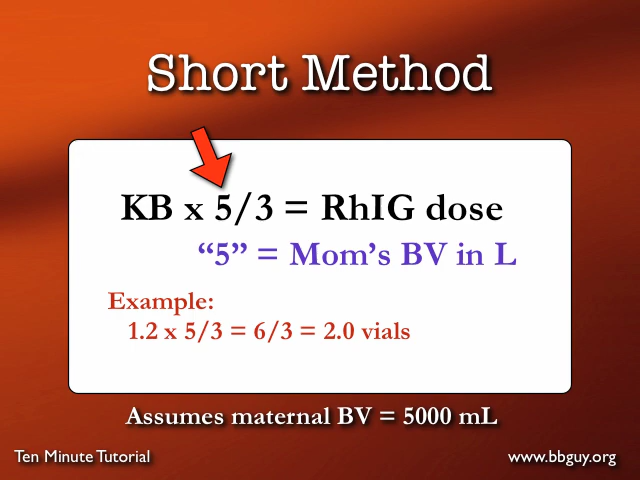 Short Method
KB x 5/3 = RhIG dose
“5” = Mom’s BV in L
Example:
1.2 x 5/3 = 6/3 = 2.0 vials
Assumes maternal BV = 5000 mL
Ten Minute Tutorial
www.bbguy.org